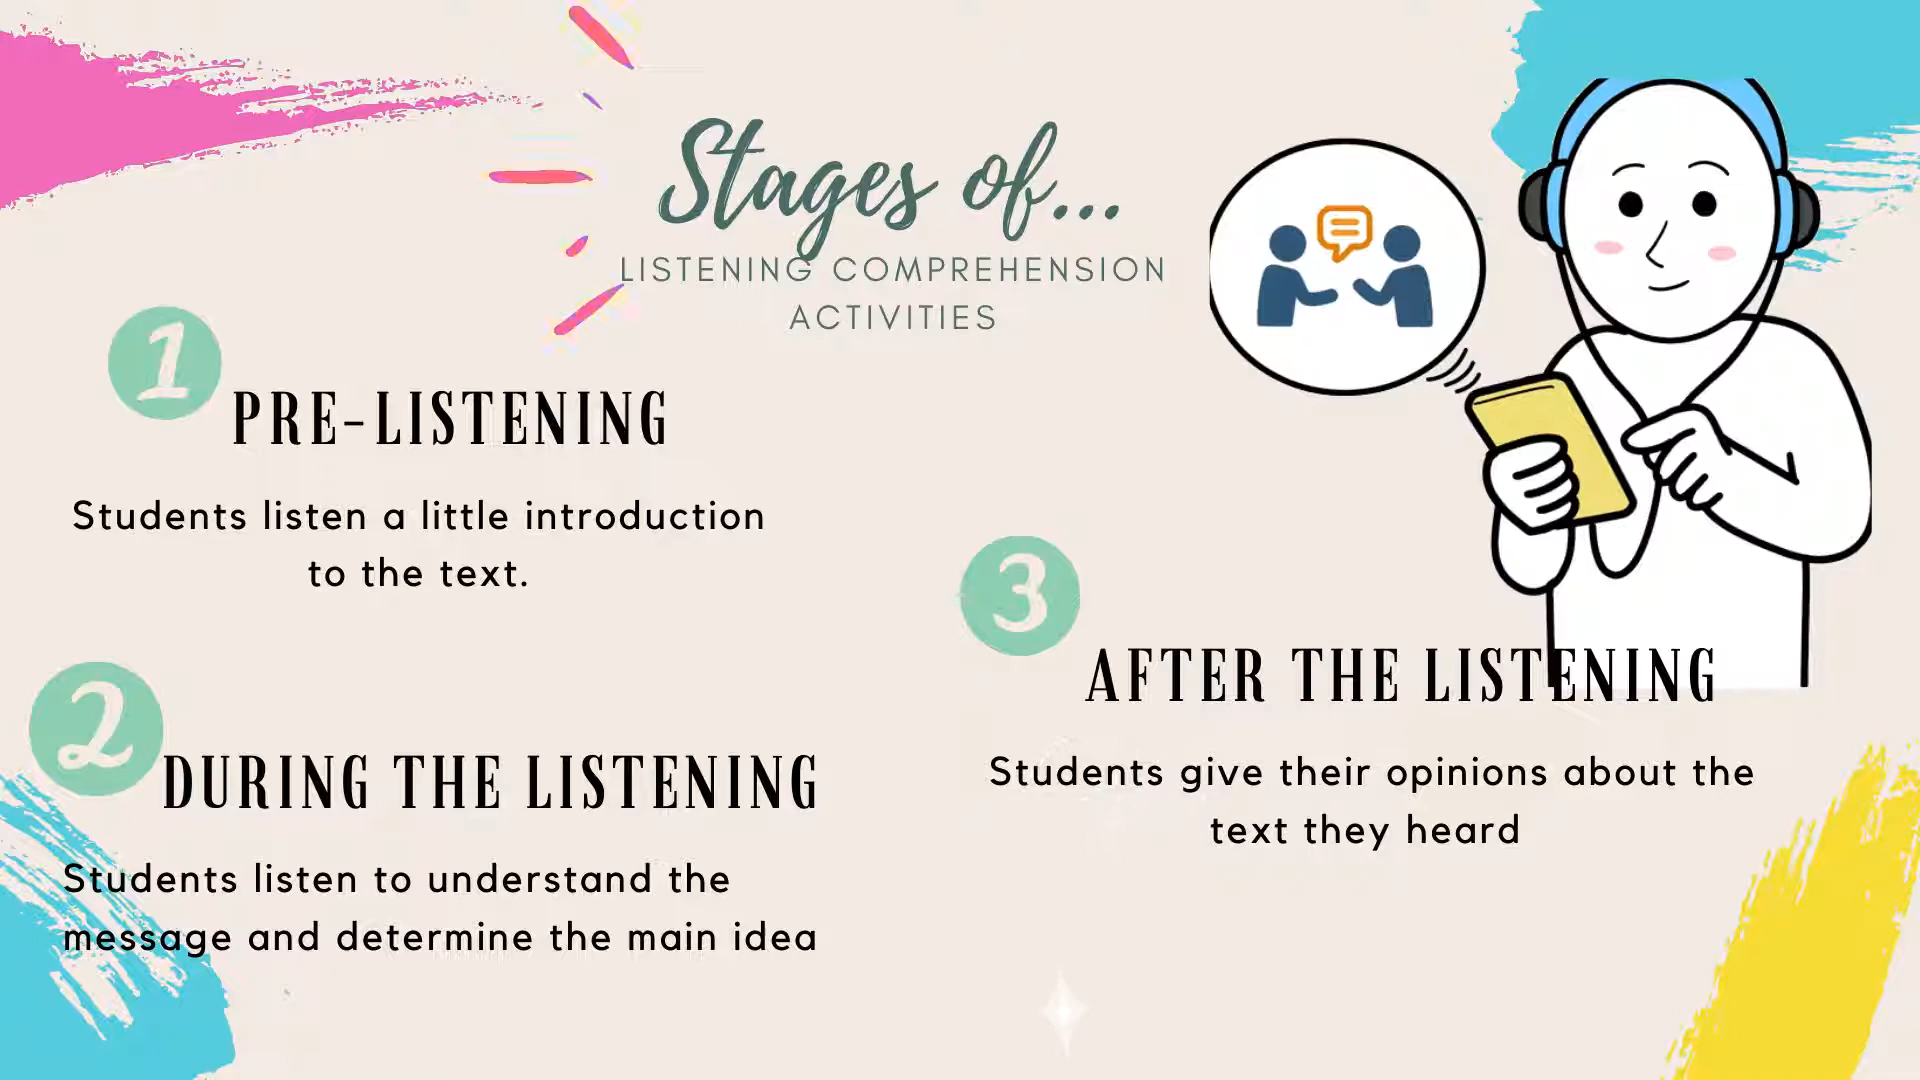 Stages of...
LISTENING COMPREHENSION
ACTIVITIES
1
PRE-LISTENING
Students listen a little introduction
to the text.
2
DURING THE LISTENING
Students listen to understand the
message and determine the main idea
3
AFTER THE LISTENING
Students give their opinions about the
text they heard